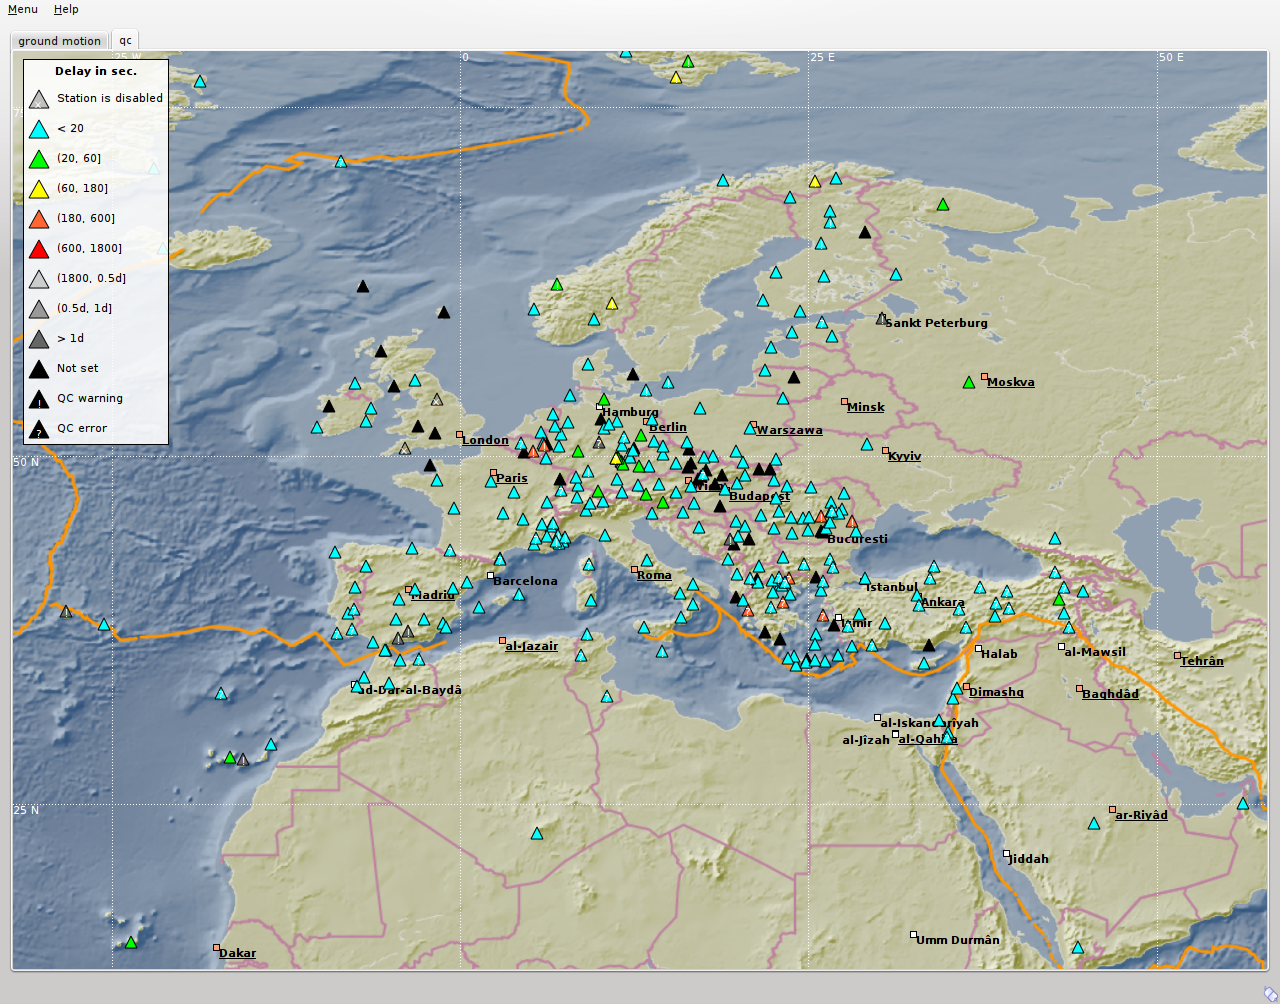 Menu Help
ground motion qc
25 W 0 25 E 50 E
Delay in sec.
Station is disabled
< 20
(20, 60]
(60, 180]
(180, 600]
(600, 1800]
(1800, 0.5d]
(0.5d, 1d]
> 1d
Not set
! QC warning
? QC error
Sankt Peterburg
Moskva
Minsk
Hamburg
Berlin
Warszawa
London
50 N
Kyyiv
Paris
Budapest
Bucuresti
Roma
Barcelona
Madrid
Istanbul
Ankara
Izmir
al-Jazair
Halab
al-Mawsil
Tehrân
ad-Dar-al-Baydâ
Dimashq
Baghdâd
al-Iskandarîyah
al-Jîzah
al-Qahira
25 N
ar-Riyâd
Jiddah
Umm Durmân
Dakar